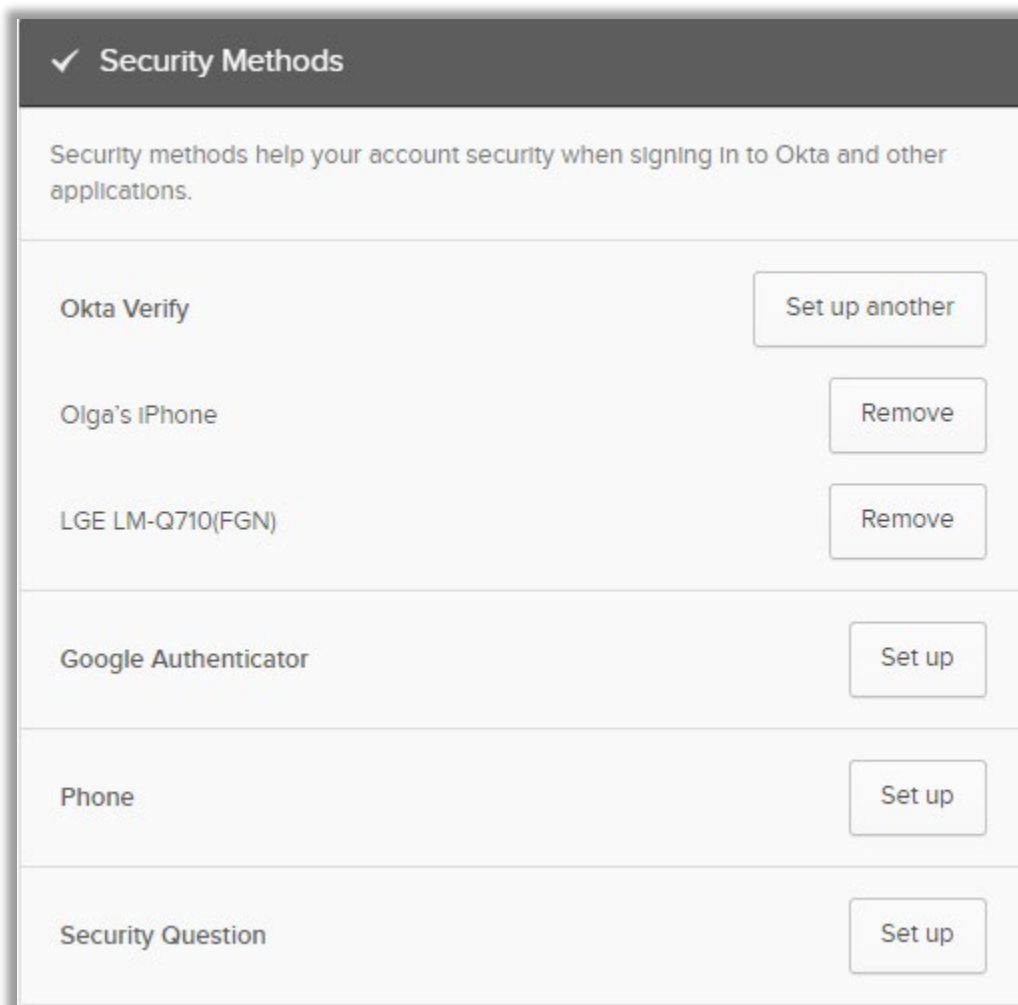 Security Methods
Security methods help your account security when signing in to Okta and other
applications.
Okta Verify
Set up another
Olga's iPhone
Remove
LGE LM-Q710(FGN)
Remove
Google Authenticator
Set up
Phone
Set up
Security Question
Set up